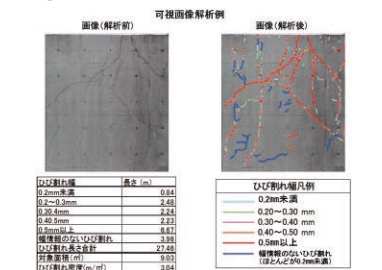 可視画像解析例
画像(解析前)
画像(解析後)
ひび割れ幅 長さ(m)
0.2mm未満 0.84
0.2～0.3mm 2.48
0.30.4mm 2.24
0.40.5mm 2.23
0.5mm以上 6.67
幅情報のないひび割れ 3.98
ひび割れ長さ合計 27.46
対象面積(㎡) 9.03
ひび割れ密度(m/㎡) 3.04
ひび割れ幅凡例
0.2mm未満
0.20～0.30 mm
0.30～0.40 mm
0.40～0.50 mm
0.5mm以上
幅情報のないひび割れ
(ほとんどが0.2mm未満)